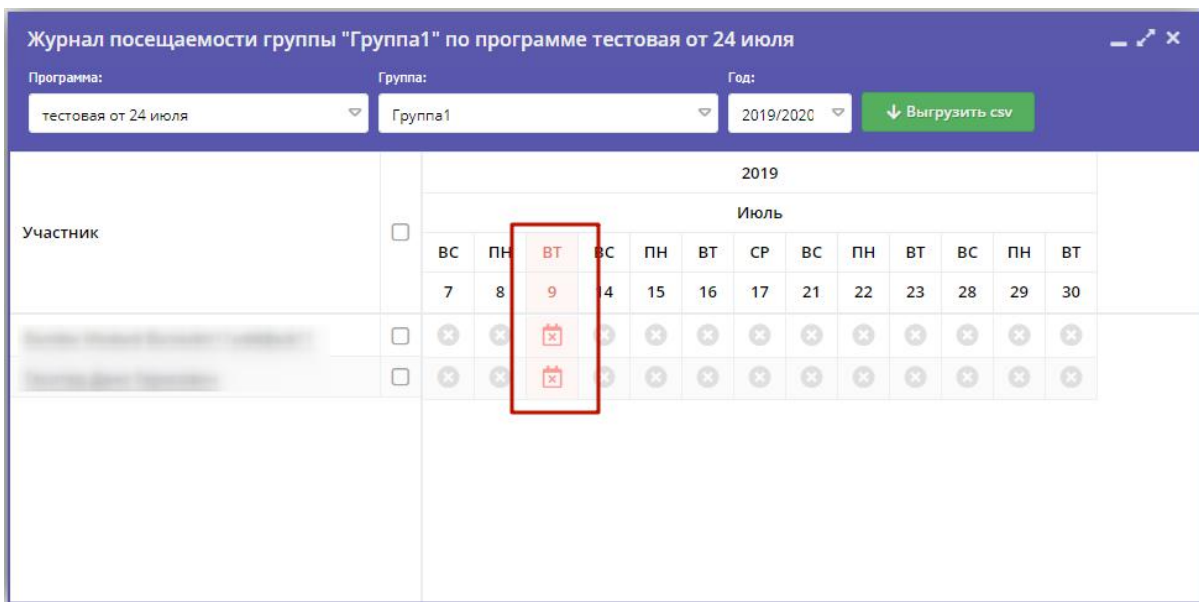 Журнал посещаемости группы "Группа1" по программе тестовая от 24 июля
Программа: Группа: Год:
тестовая от 24 июля Группа1 2019/2020 Выгрузить csv
2019
Июль
Участник
ВС ПН ВТ ВС ПН ВТ СР ВС ПН ВТ ВС ПН ВТ
7 8 9 14 15 16 17 21 22 23 28 29 30